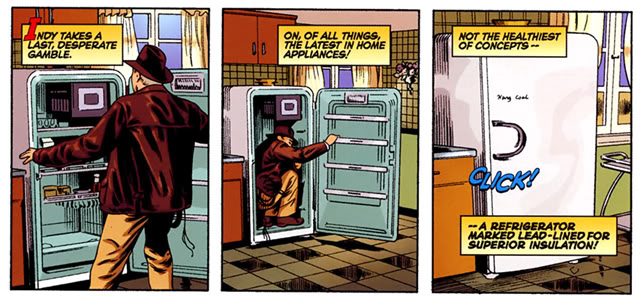 INDY TAKES A
LAST, DESPERATE
GAMBLE.
ON, OF ALL THINGS,
THE LATEST IN HOME
APPLIANCES!
NOT THE HEALTHIEST
OF CONCEPTS--
CLICK!
--A REFRIGERATOR
MARKED LEAD-LINED FOR
SUPERIOR INSULATION!